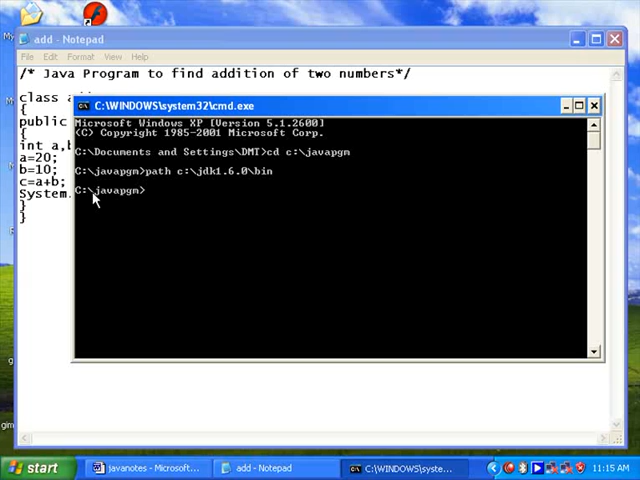 add - Notepad
File Edit Format View Help
/* Java Program to find addition of two numbers*/
class a
{
public
{
int a,b
a=20;
b=10;
c=a+b;
System.
}
}
C:\WINDOWS\system32\cmd.exe
Microsoft Windows XP [Version 5.1.2600]
(C) Copyright 1985-2001 Microsoft Corp.
C:\Documents and Settings\DMT>cd c:\javapgm
C:\javapgm>path c:\jdk1.6.0\bin
C:\javapgm>
start
javanotes - Microsoft...
add - Notepad
C:\WINDOWS\syste...
11:15 AM